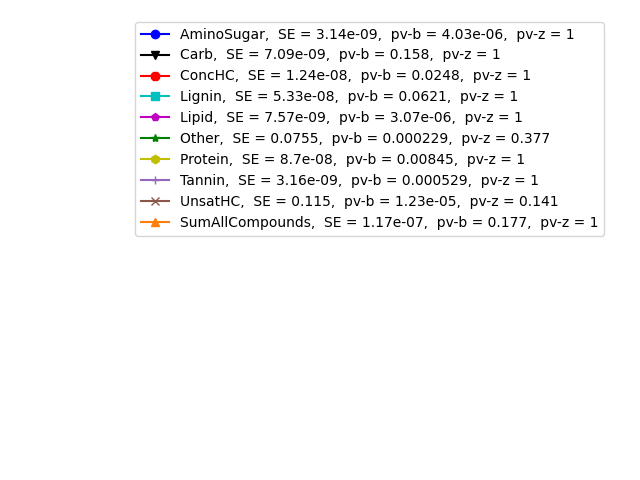 AminoSugar,  SE = 3.14e-09,  pv-b = 4.03e-06,  pv-z = 1
Carb,  SE = 7.09e-09,  pv-b = 0.158,  pv-z = 1
ConcHC,  SE = 1.24e-08,  pv-b = 0.0248,  pv-z = 1
Lignin,  SE = 5.33e-08,  pv-b = 0.0621,  pv-z = 1
Lipid,  SE = 7.57e-09,  pv-b = 3.07e-06,  pv-z = 1
Other,  SE = 0.0755,  pv-b = 0.000229,  pv-z = 0.377
Protein,  SE = 8.7e-08,  pv-b = 0.00845,  pv-z = 1
Tannin,  SE = 3.16e-09,  pv-b = 0.000529,  pv-z = 1
UnsatHC,  SE = 0.115,  pv-b = 1.23e-05,  pv-z = 0.141
SumAllCompounds,  SE = 1.17e-07,  pv-b = 0.177,  pv-z = 1